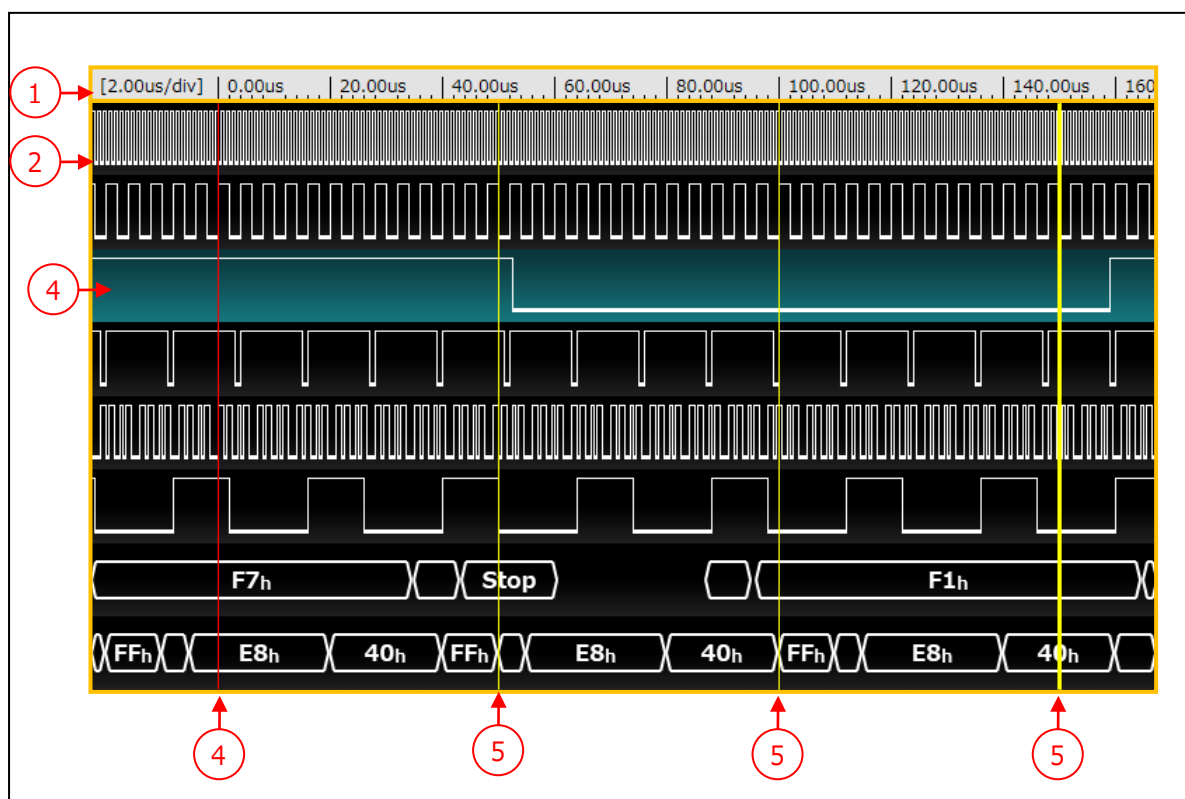 1 [2.00us/div] 0.00us 20.00us 40.00us 60.00us 80.00us 100.00us 120.00us 140.00us 160
2
4
F7h Stop F1h
FFh E8h 40h FFh E8h 40h FFh E8h 40h
4 5 5 5